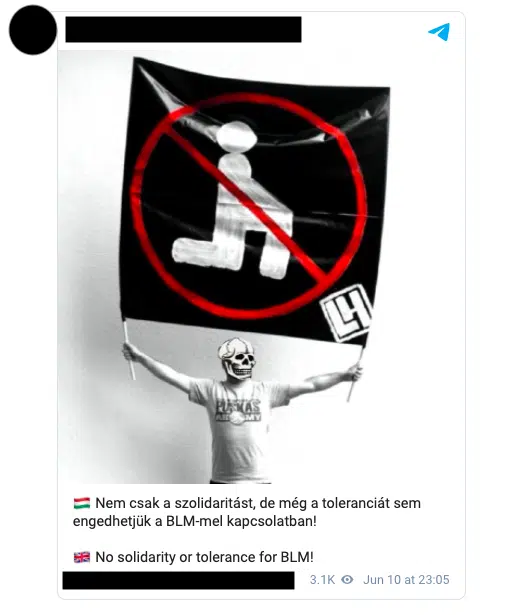 LH
PUSKÁS
🇭🇺 Nem csak a szolidaritást, de még a toleranciát sem
engedhetjük a BLM-mel kapcsolatban!
🇬🇧 No solidarity or tolerance for BLM!
3.1K Jun 10 at 23:05